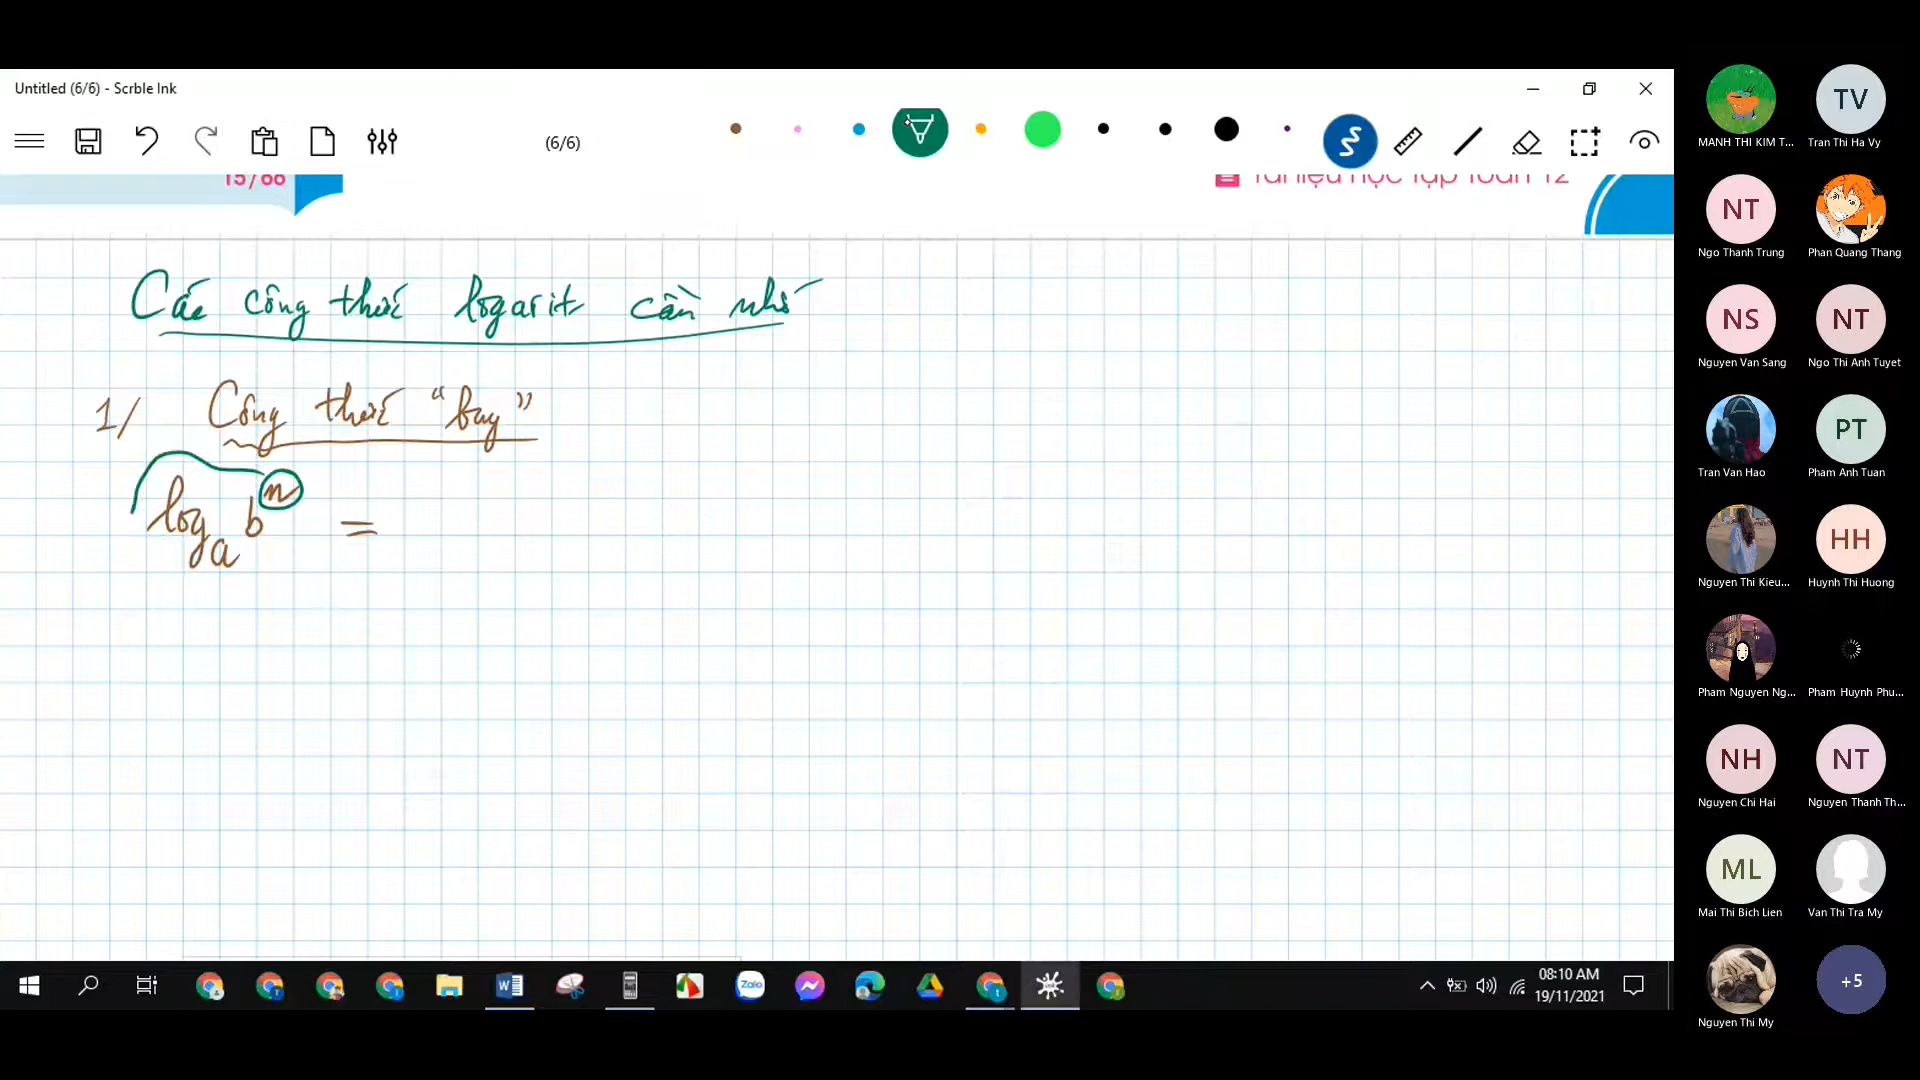 Untitled (6/6) - Scrble Ink
(6/6)
15/66
Tài liệu học tập Toán 12
Các công thức logarit cần nhớ
1/ Công thức "bay"
log_a b^n =
MANH THI KIM T...
TV
Tran Thi Ha Vy
NT
Ngo Thanh Trung
Phan Quang Thang
NS
Nguyen Van Sang
NT
Ngo Thi Anh Tuyet
Tran Van Hao
PT
Pham Anh Tuan
Nguyen Thi Kieu...
HH
Huynh Thi Huong
Pham Nguyen Ng...
Pham Huynh Phu...
NH
Nguyen Chi Hai
NT
Nguyen Thanh Th...
ML
Mai Thi Bich Lien
Van Thi Tra My
Nguyen Thi My
+5
Zalo
08:10 AM
19/11/2021